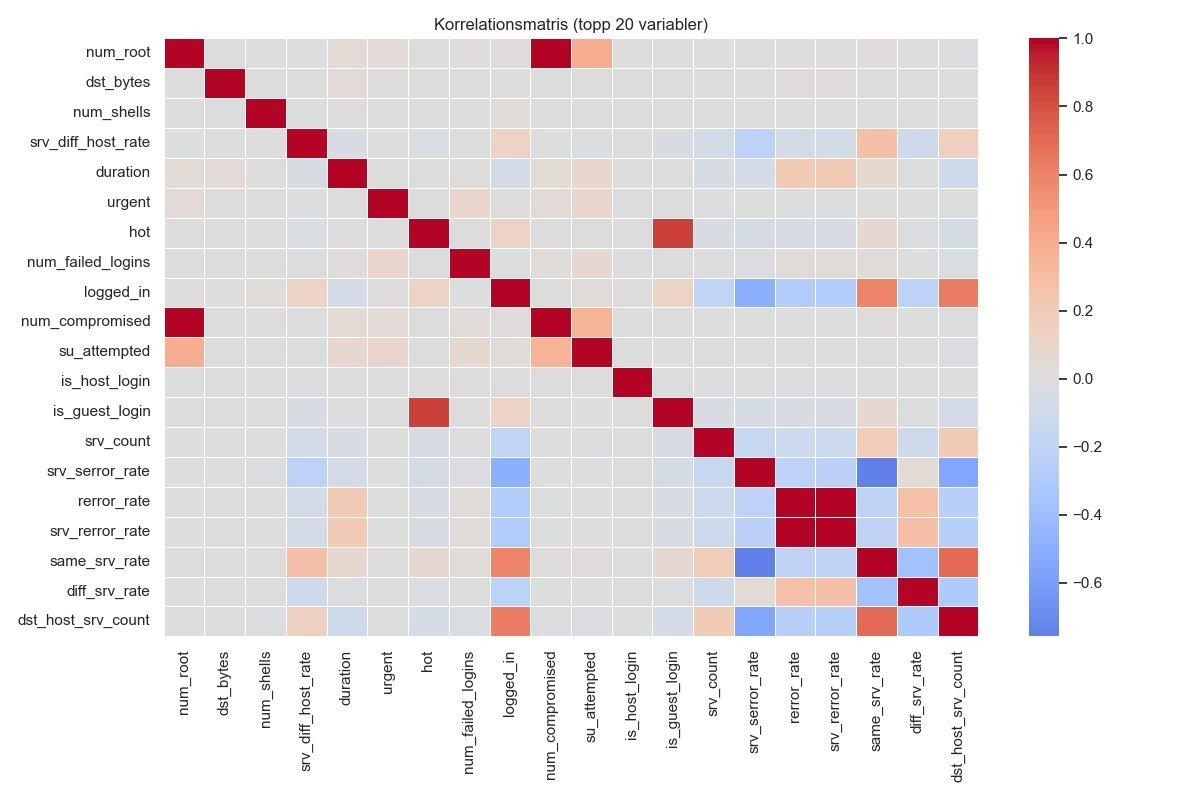 Korrelationsmatris (topp 20 variabler)
num_root
dst_bytes
num_shells
srv_diff_host_rate
duration
urgent
hot
num_failed_logins
logged_in
num_compromised
su_attempted
is_host_login
is_guest_login
srv_count
srv_serror_rate
rerror_rate
srv_rerror_rate
same_srv_rate
diff_srv_rate
dst_host_srv_count
num_root
dst_bytes
num_shells
srv_diff_host_rate
duration
urgent
hot
num_failed_logins
logged_in
num_compromised
su_attempted
is_host_login
is_guest_login
srv_count
srv_serror_rate
rerror_rate
srv_rerror_rate
same_srv_rate
diff_srv_rate
dst_host_srv_count
1.0
0.8
0.6
0.4
0.2
0.0
−0.2
−0.4
−0.6